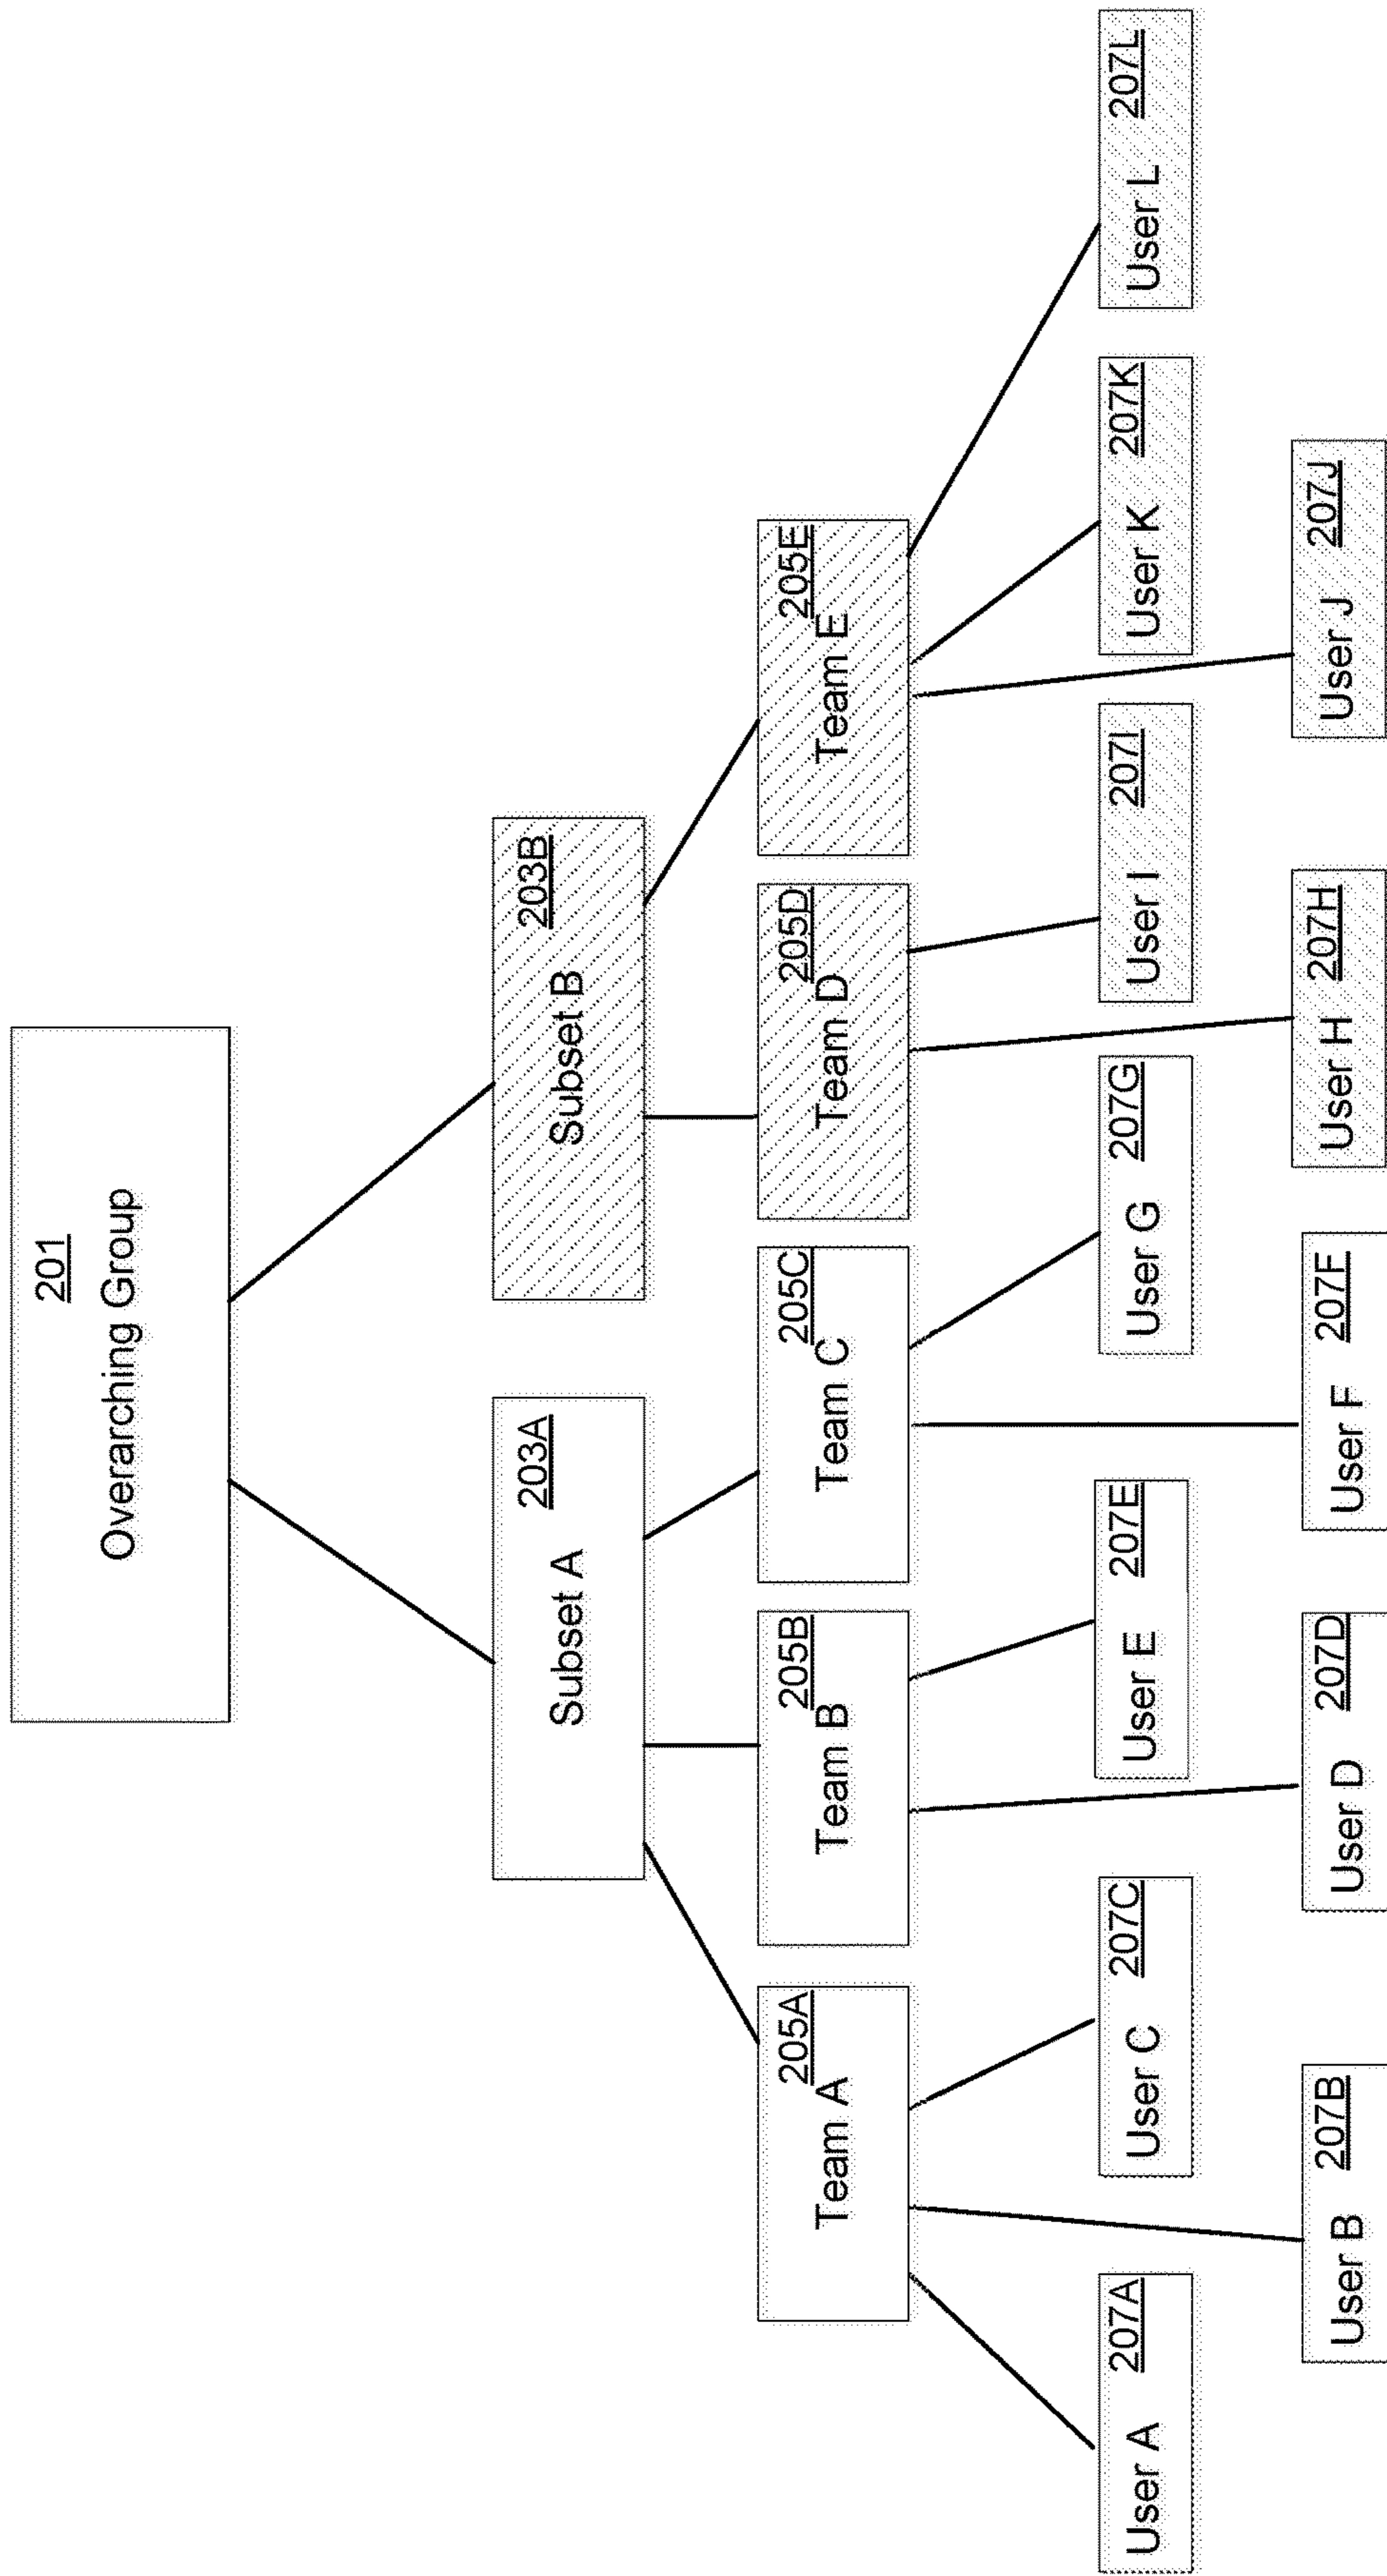 201
Overarching Group
203A
Subset A
203B
Subset B
205A
Team A
205B
Team B
205C
Team C
205D
Team D
205E
Team E
User A 207A
User C 207C
User E 207E
User G 207G
User I 207I
User K 207K
User L 207L
User B 207B
User D 207D
User F 207F
User H 207H
User J 207J